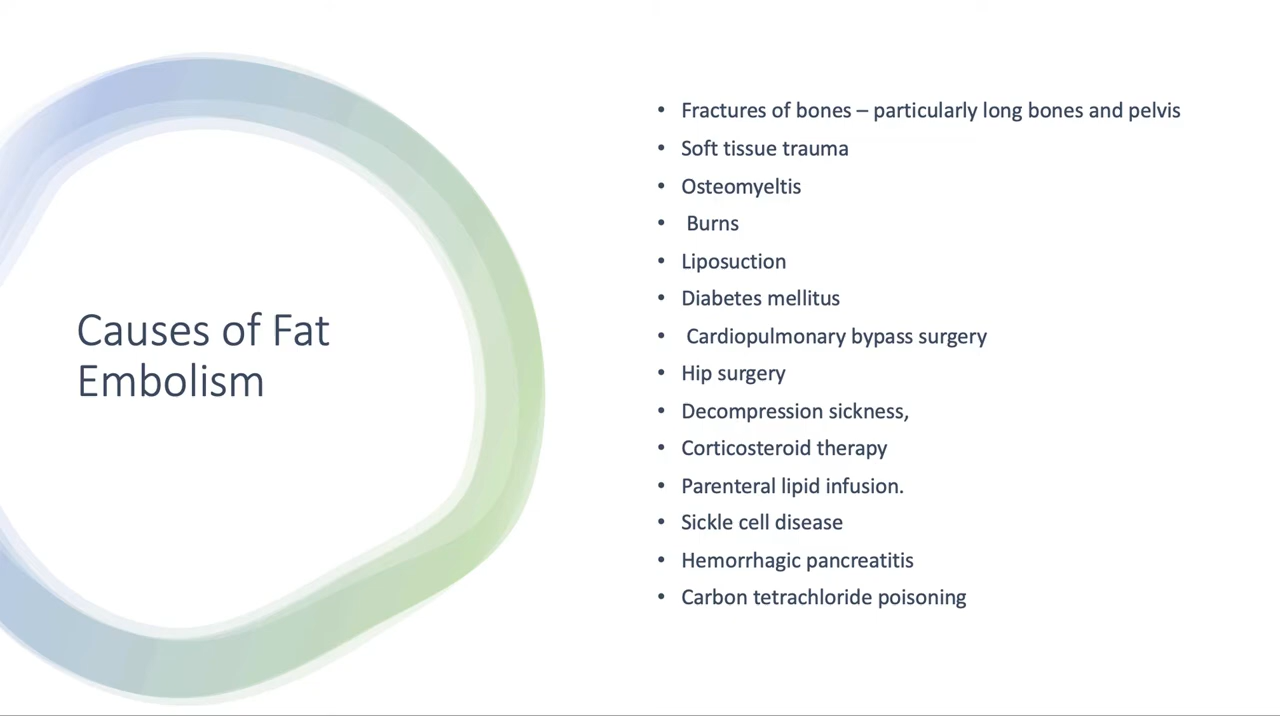 Causes of Fat
Embolism
• Fractures of bones – particularly long bones and pelvis
• Soft tissue trauma
• Osteomyeltis
• Burns
• Liposuction
• Diabetes mellitus
• Cardiopulmonary bypass surgery
• Hip surgery
• Decompression sickness,
• Corticosteroid therapy
• Parenteral lipid infusion.
• Sickle cell disease
• Hemorrhagic pancreatitis
• Carbon tetrachloride poisoning